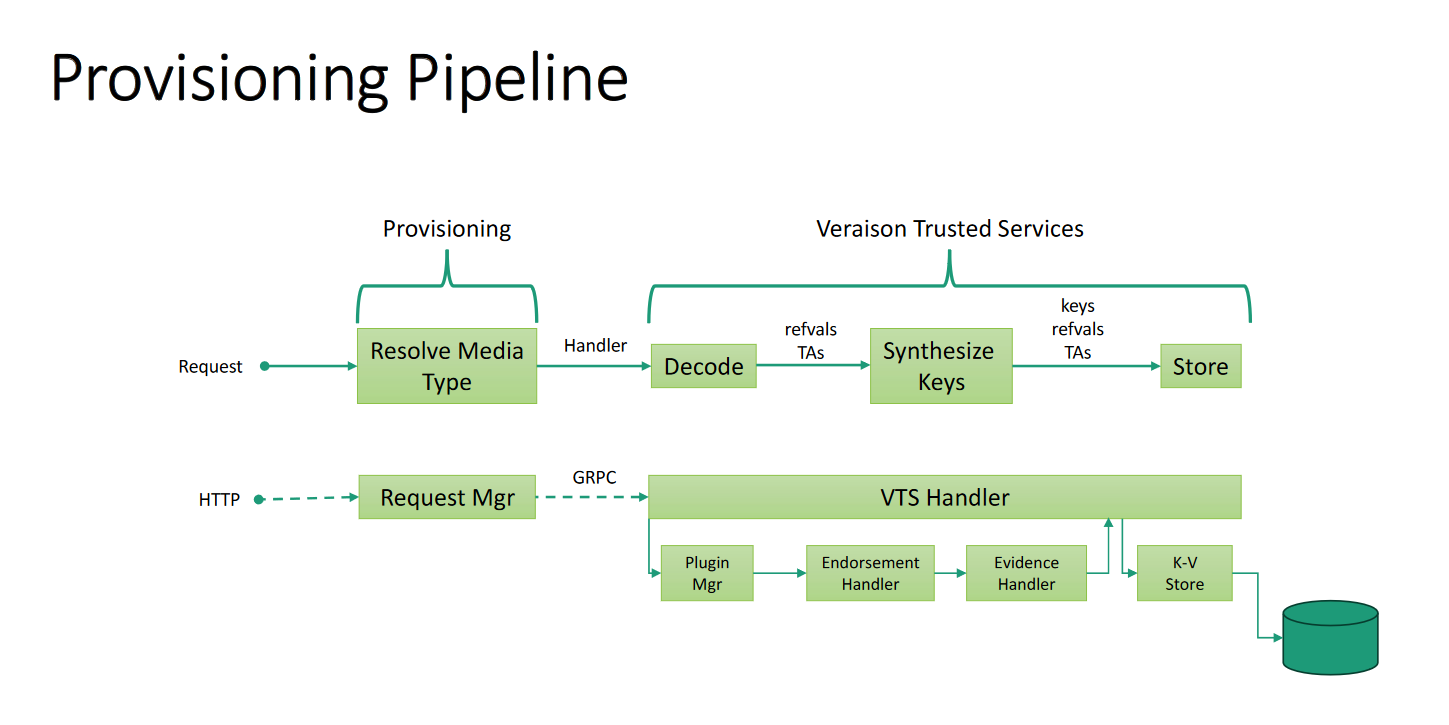 Provisioning Pipeline
Provisioning
Veraison Trusted Services
Request
Resolve Media
Type
Handler
Decode
refvals
TAs
Synthesize
Keys
keys
refvals
TAs
Store
HTTP
Request Mgr
GRPC
VTS Handler
Plugin
Mgr
Endorsement
Handler
Evidence
Handler
K-V
Store